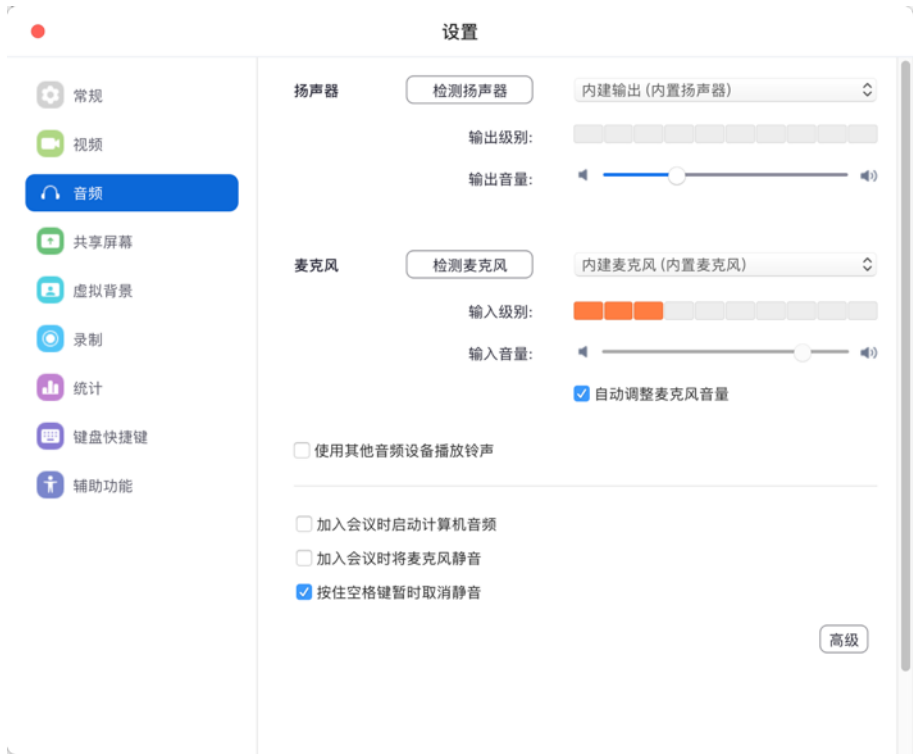 设置
常规
视频
音频
共享屏幕
虚拟背景
录制
统计
键盘快捷键
辅助功能
扬声器 检测扬声器 内建输出 (内置扬声器)
输出级别:
输出音量:
麦克风 检测麦克风 内建麦克风 (内置麦克风)
输入级别:
输入音量:
自动调整麦克风音量
使用其他音频设备播放铃声
加入会议时启动计算机音频
加入会议时将麦克风静音
按住空格键暂时取消静音
高级